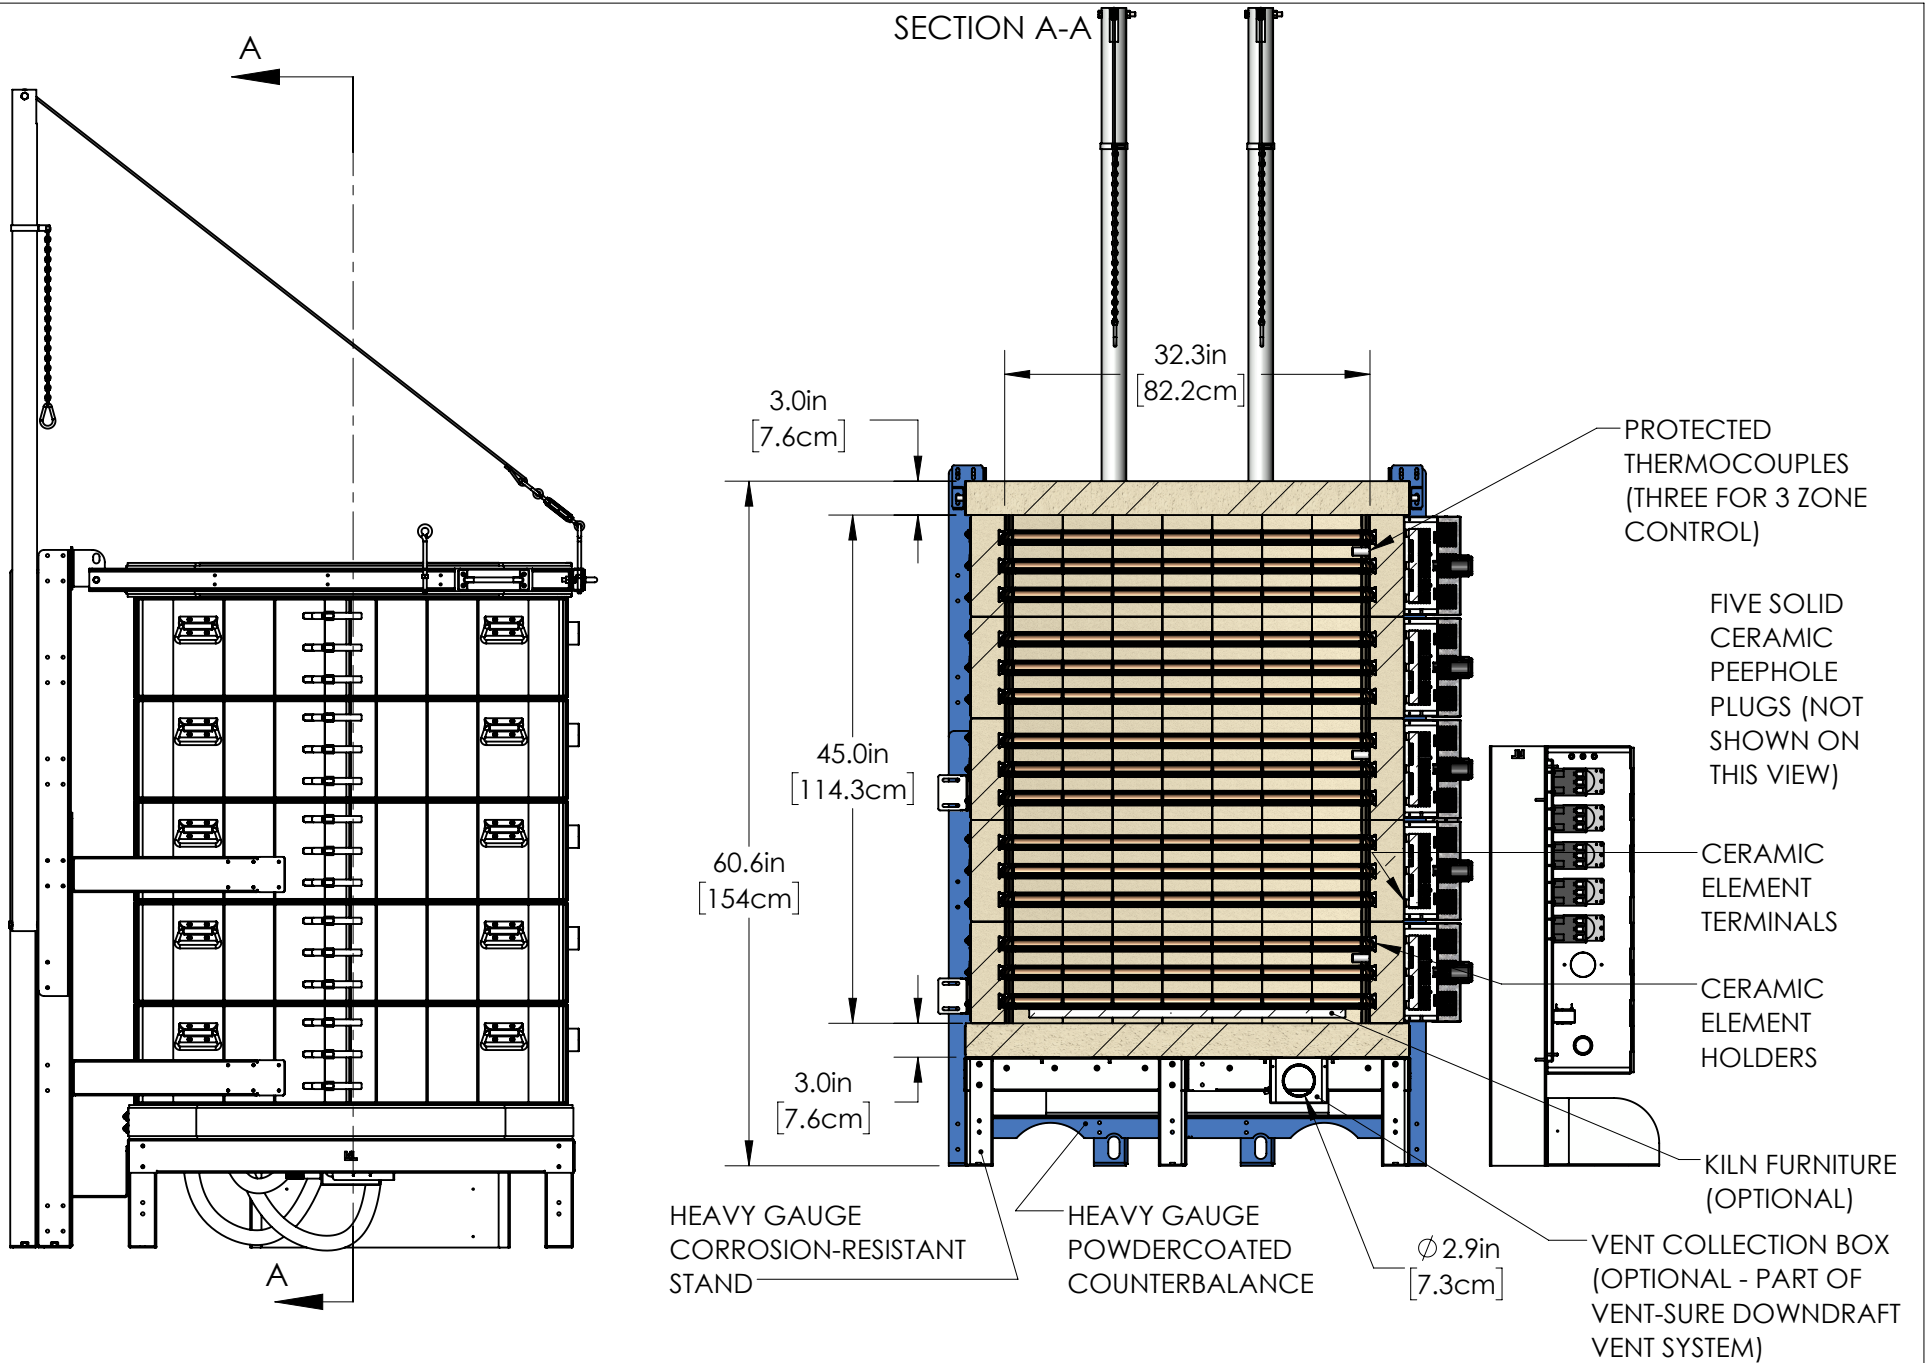 SECTION A-A
A
32.3in
[82.2cm]
3.0in
[7.6cm]
PROTECTED
THERMOCOUPLES
(THREE FOR 3 ZONE
CONTROL)
FIVE SOLID
CERAMIC
PEEPHOLE
PLUGS (NOT
SHOWN ON
THIS VIEW)
45.0in
[114.3cm]
60.6in
[154cm]
CERAMIC
ELEMENT
TERMINALS
CERAMIC
ELEMENT
HOLDERS
3.0in
[7.6cm]
KILN FURNITURE
(OPTIONAL)
HEAVY GAUGE
CORROSION-RESISTANT
STAND
HEAVY GAUGE
POWDERCOATED
COUNTERBALANCE
Ø 2.9in
[7.3cm]
VENT COLLECTION BOX
(OPTIONAL - PART OF
VENT-SURE DOWNDRAFT
VENT SYSTEM)
A